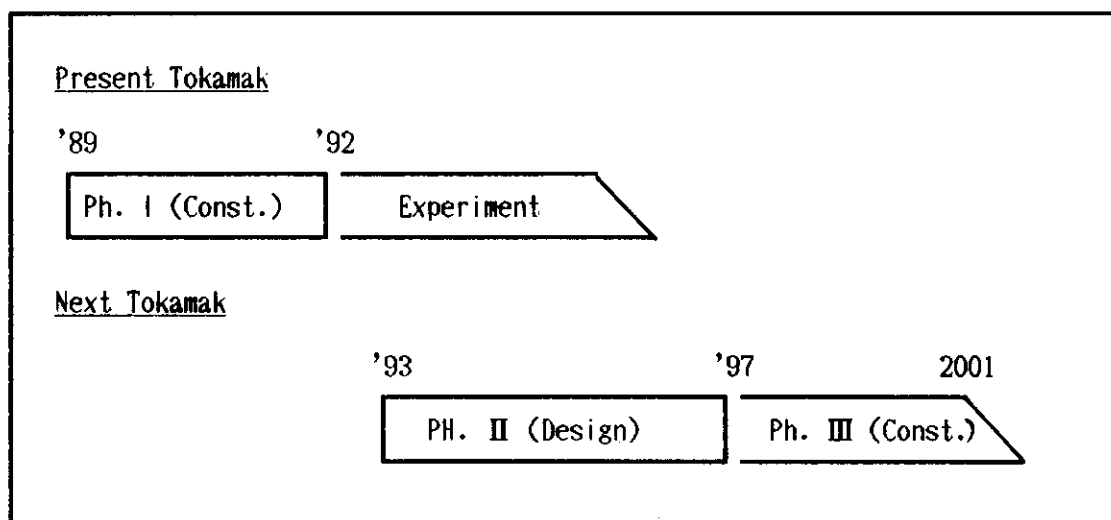 Present Tokamak
'89 '92
Ph. I (Const.) Experiment
Next Tokamak
'93 '97 2001
PH. II (Design) Ph. III (Const.)